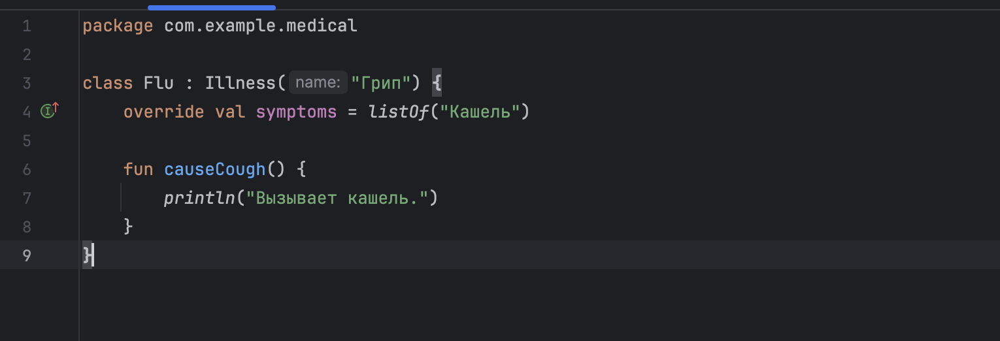 1 package com.example.medical
2
3 class Flu : Illness( name: "Грип") {
4 override val symptoms = listOf("Кашель")
5
6 fun causeCough() {
7 println("Вызывает кашель.")
8 }
9 }